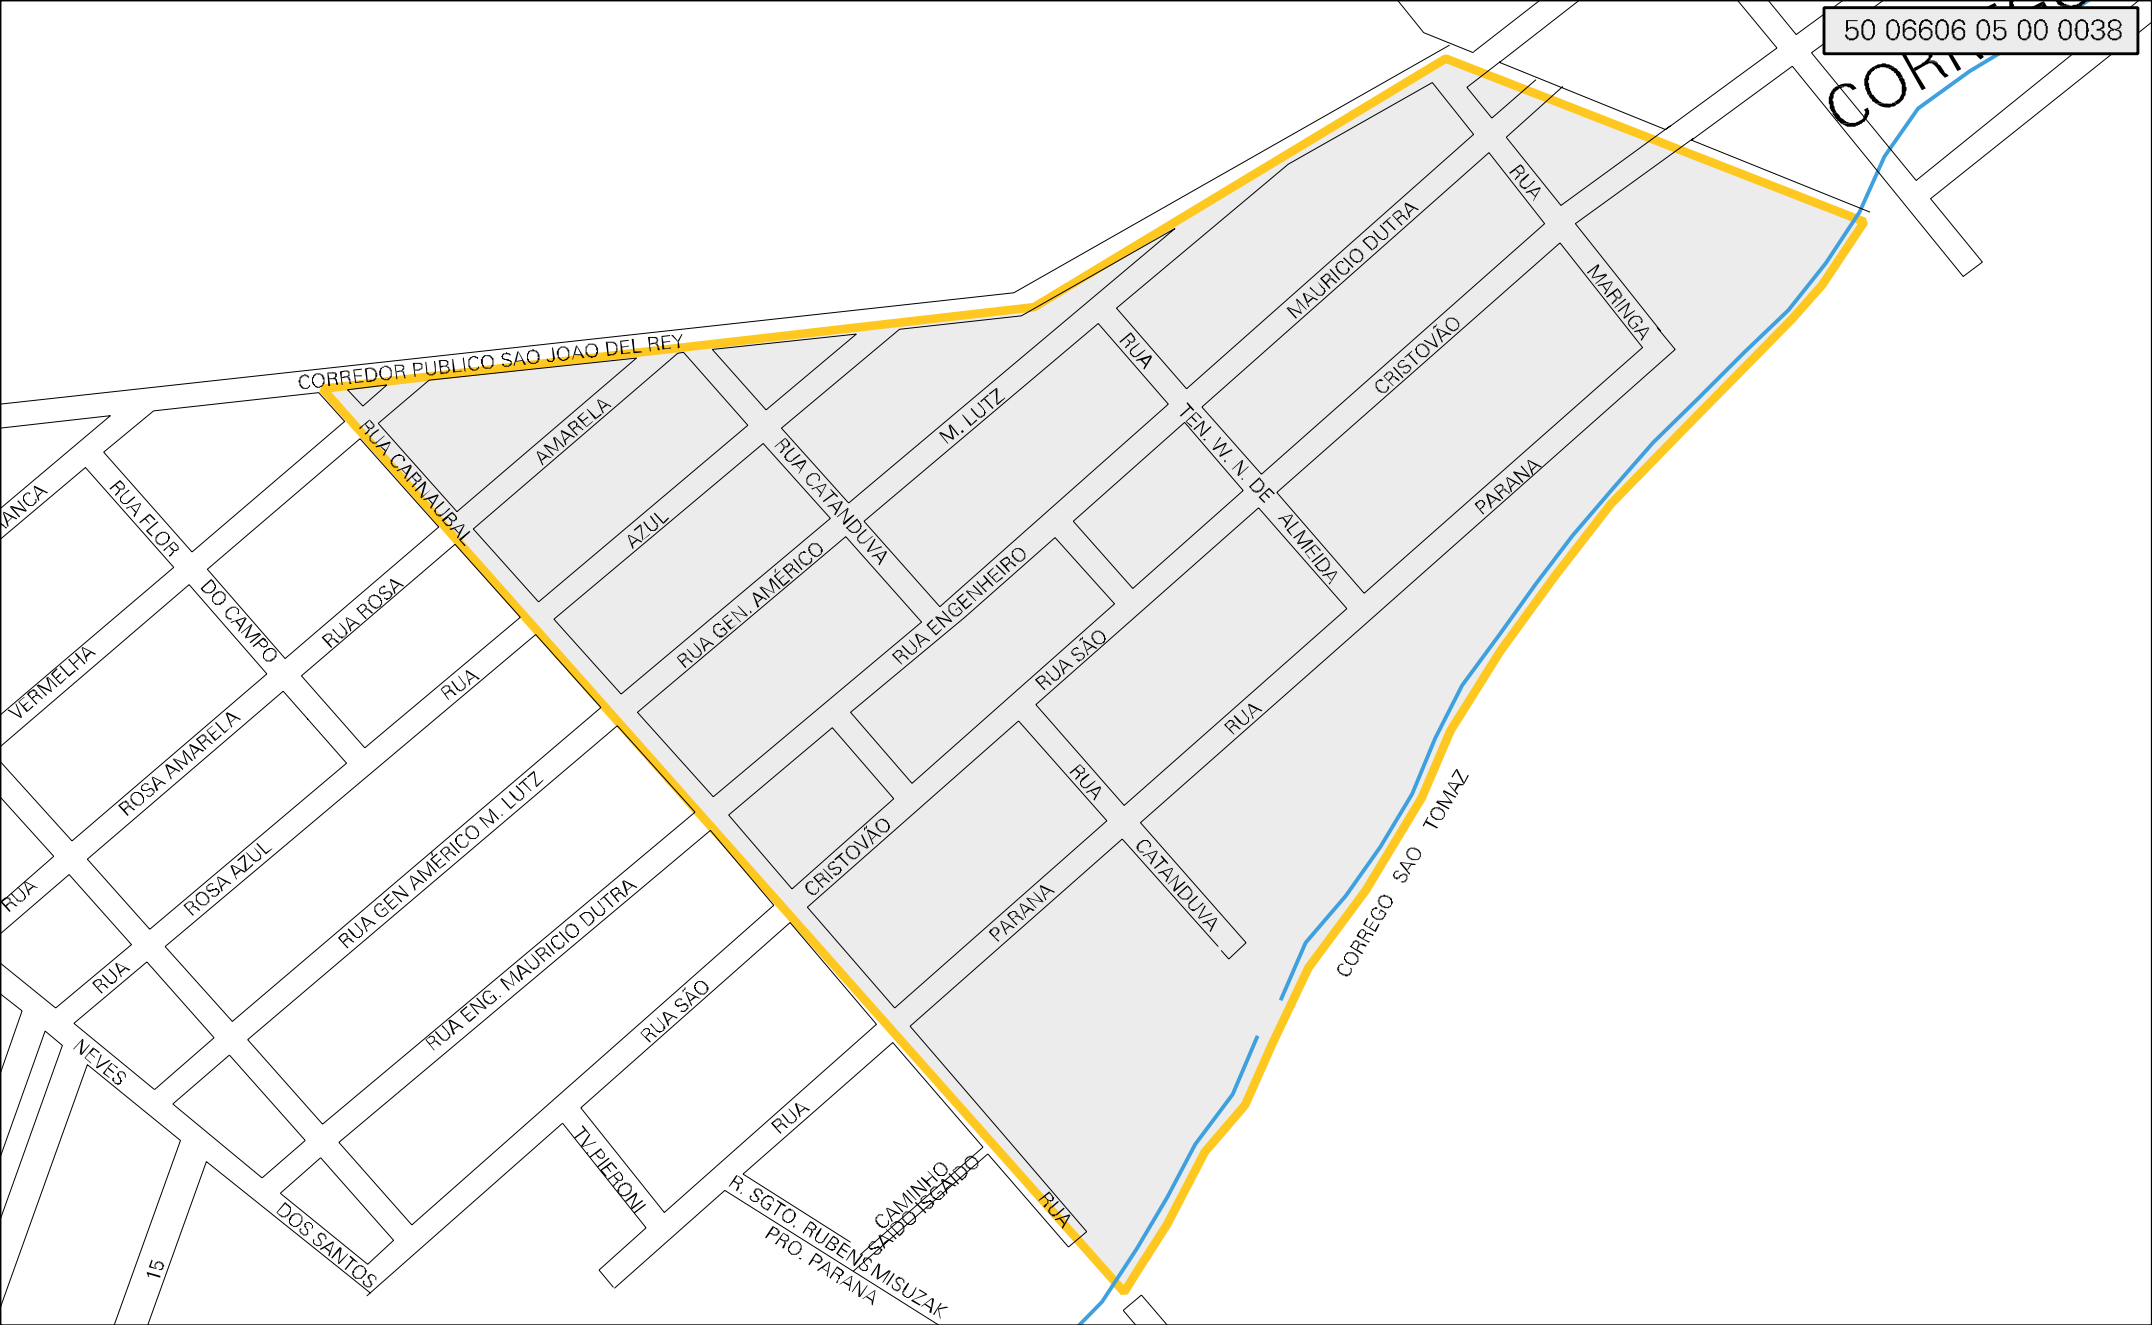 50 06606 05 00 0038
CORREDOR PUBLICO SAO JOAO DEL REY
RUA
MARINGA
MAURICIO DUTRA
CRISTOVÃO
RUA
TEN. W. N. DE
ALMEIDA
M. LUTZ
AMARELA
RUA CARNAUBAL
RUA CATANDUVA
AZUL
PARANA
RUA GEN. AMÉRICO
RUA ENGENHEIRO
RUA SÃO
RUA
RUA
CATANDUVA
CRISTOVÃO
PARANA
CORREGO SAO TOMAZ
RUA FLOR
DO CAMPO
RUA ROSA
VERMELHA
RUA
ROSA AMARELA
ROSA AZUL
RUA GEN AMÉRICO M. LUTZ
RUA ENG. MAURICIO DUTRA
RUA SÃO
RUA
RUA
RUA
NEVES
DOS SANTOS
15
TV.PIERONI
R. SGTO. RUBENS MISUZAK
PRO. PARANA
CAMINHO
SAIDO ISGAIDO
RUA